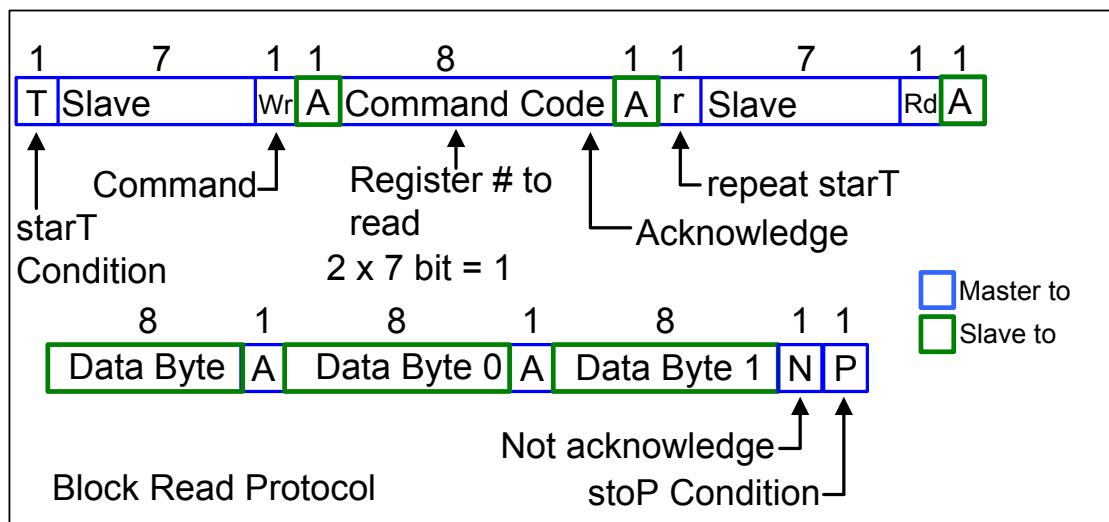 1 7 1 1 8 1 1 7 1 1
T Slave Wr A Command Code A r Slave Rd A
Command
Register # to
read
2 x 7 bit = 1
repeat starT
Acknowledge
starT
Condition
Master to
Slave to
8 1 8 1 8 1 1
Data Byte A Data Byte 0 A Data Byte 1 N P
Not acknowledge
stoP Condition
Block Read Protocol